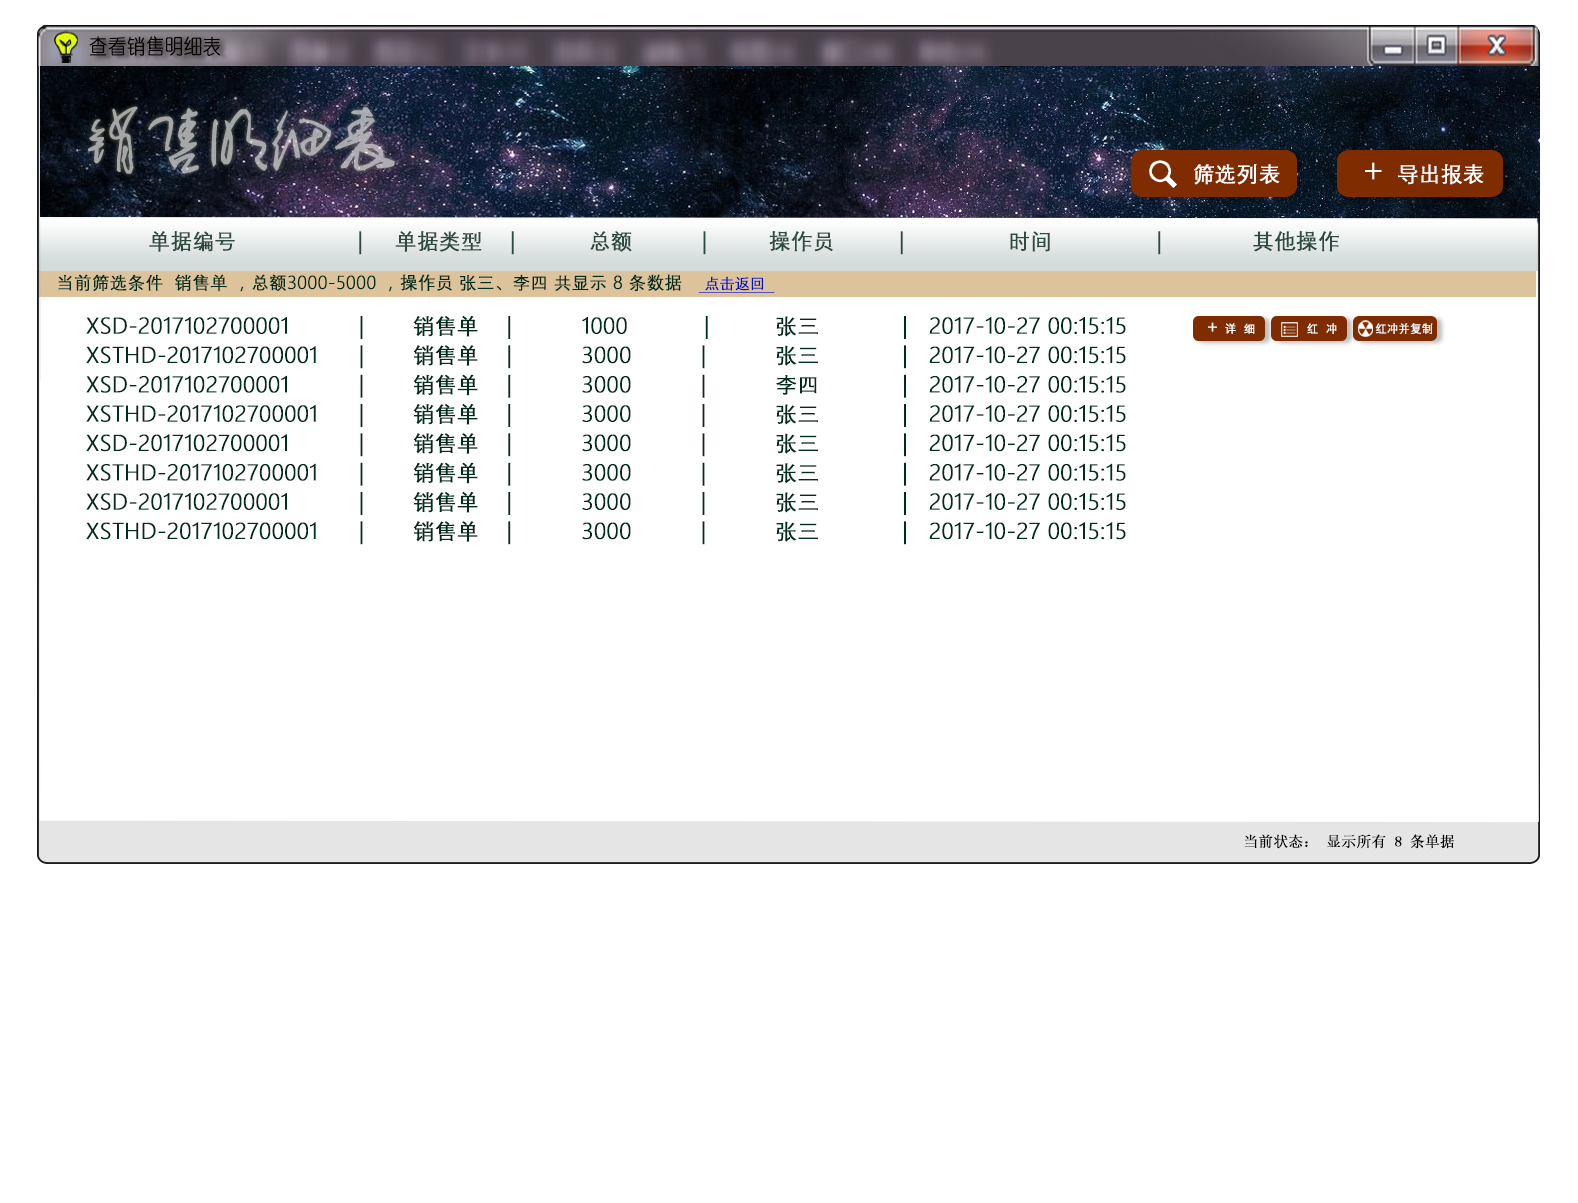 查看销售明细表
销售明细表
筛选列表 + 导出报表
单据编号 | 单据类型 | 总额 | 操作员 | 时间 | 其他操作
当前筛选条件 销售单 ，总额3000-5000 ，操作员 张三、李四 共显示 8 条数据 点击返回
XSD-2017102700001 | 销售单 | 1000 | 张三 | 2017-10-27 00:15:15 + 详 细 红 冲 红冲并复制
XSTHD-2017102700001 | 销售单 | 3000 | 张三 | 2017-10-27 00:15:15
XSD-2017102700001 | 销售单 | 3000 | 李四 | 2017-10-27 00:15:15
XSTHD-2017102700001 | 销售单 | 3000 | 张三 | 2017-10-27 00:15:15
XSD-2017102700001 | 销售单 | 3000 | 张三 | 2017-10-27 00:15:15
XSTHD-2017102700001 | 销售单 | 3000 | 张三 | 2017-10-27 00:15:15
XSD-2017102700001 | 销售单 | 3000 | 张三 | 2017-10-27 00:15:15
XSTHD-2017102700001 | 销售单 | 3000 | 张三 | 2017-10-27 00:15:15
当前状态： 显示所有 8 条单据